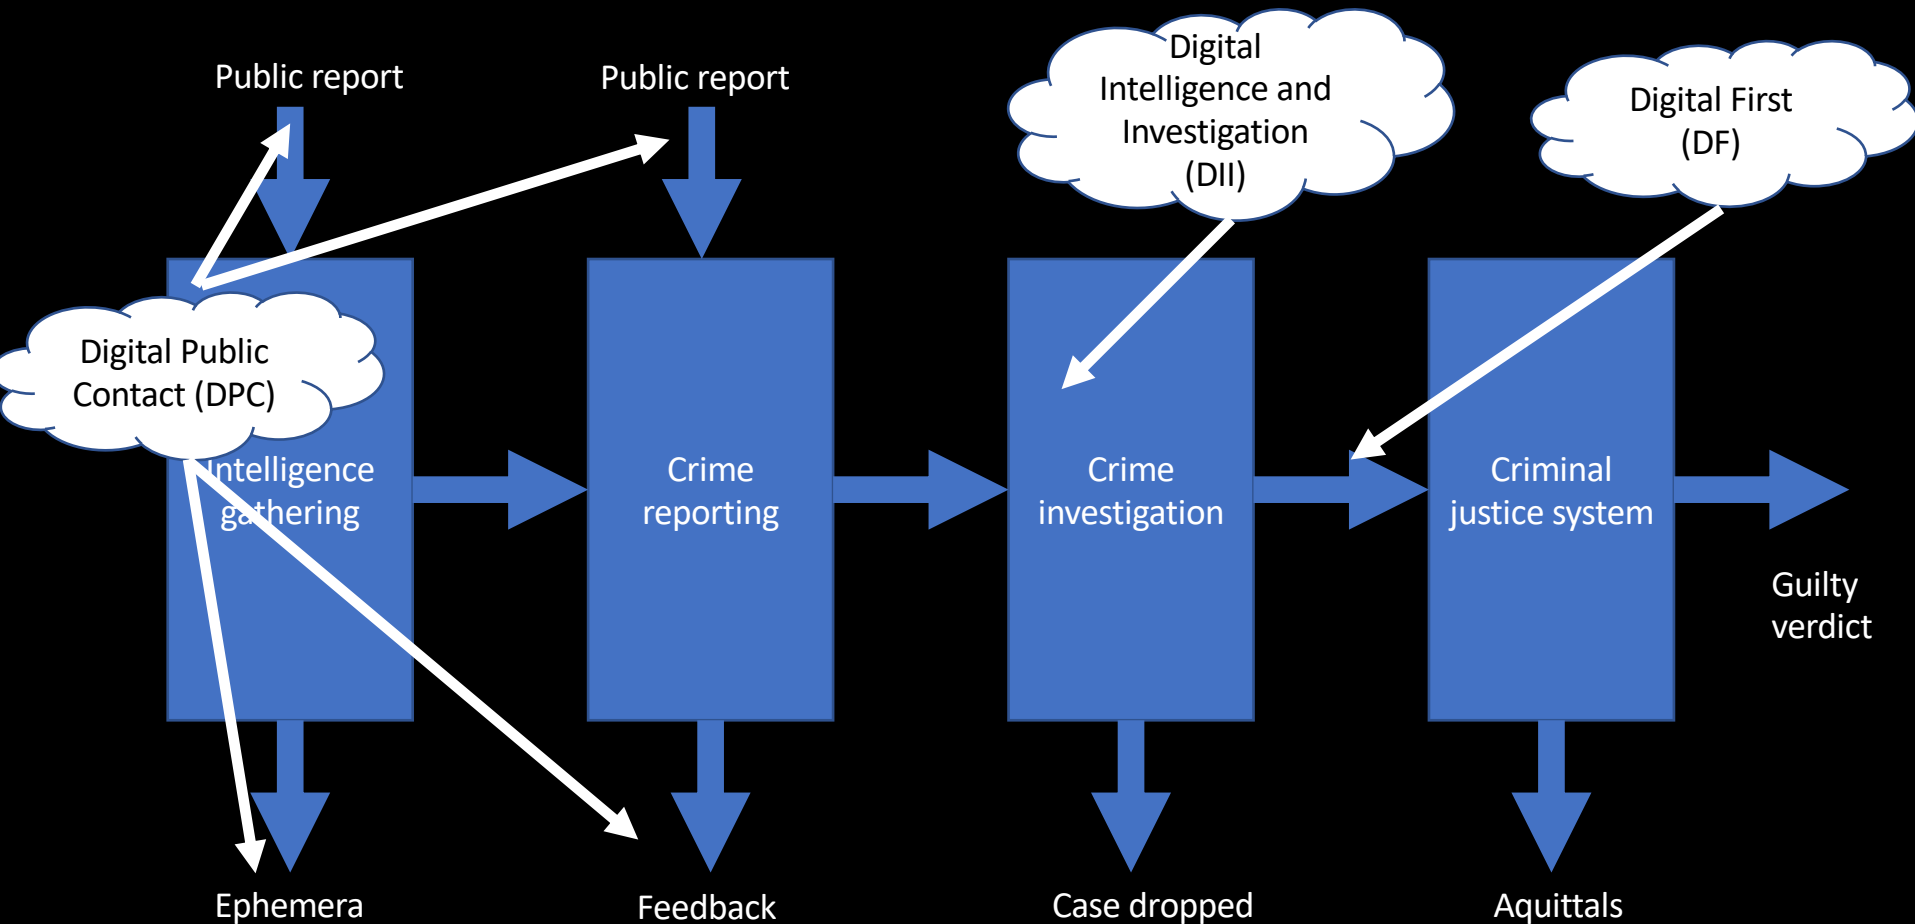 Public report
Public report
Digital
Intelligence and
Investigation
(DII)
Digital First
(DF)
Digital Public
Contact (DPC)
Intelligence
gathering
Crime
reporting
Crime
investigation
Criminal
justice system
Guilty
verdict
Ephemera
Feedback
Case dropped
Aquittals